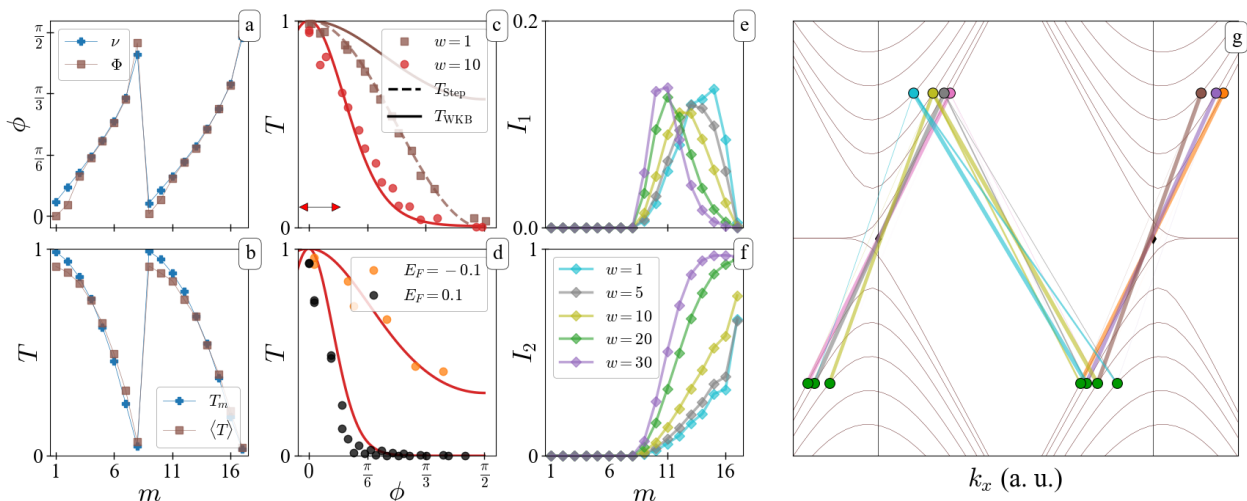 a
π/2
π/3
π/6
0
ϕ
ν
Φ
b
1
0
T
T_m
⟨T⟩
1
6
11
16
m
c
1
0
T
w = 1
w = 10
T_Step
T_WKB
d
1
0
T
E_F = −0.1
E_F = 0.1
0
π/6
π/3
π/2
ϕ
e
0.2
0.0
I_1
f
1
0
I_2
w = 1
w = 5
w = 10
w = 20
w = 30
1
6
11
16
m
g
k_x (a. u.)